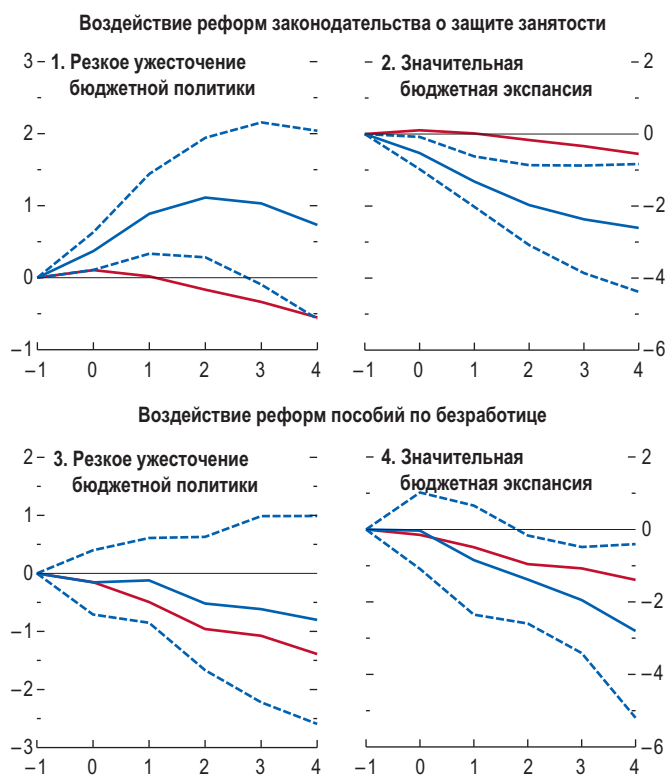 Воздействие реформ законодательства о защите занятости
1. Резкое ужесточение
бюджетной политики
3
2
1
0
–1
–1 0 1 2 3 4
2. Значительная
бюджетная экспансия
2
0
–2
–4
–6
–1 0 1 2 3 4
Воздействие реформ пособий по безработице
3. Резкое ужесточение
бюджетной политики
2
1
0
–1
–2
–3
–1 0 1 2 3 4
4. Значительная
бюджетная экспансия
2
0
–2
–4
–6
–1 0 1 2 3 4